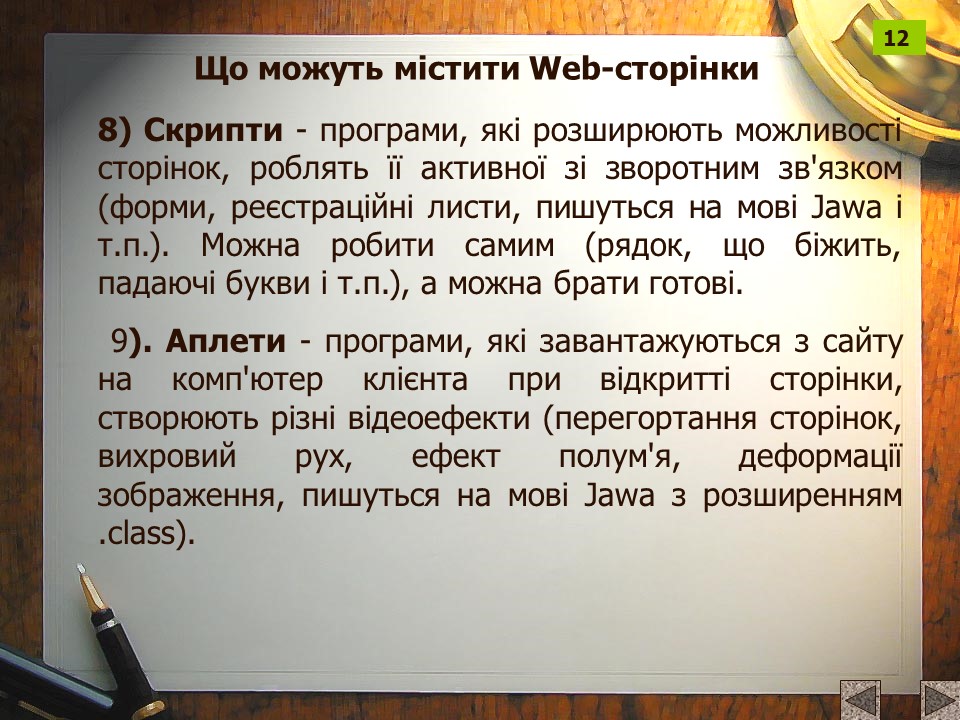 12
Що можуть містити Web-сторінки
8) Скрипти - програми, які розширюють можливості
сторінок, роблять її активної зі зворотним зв'язком
(форми, реєстраційні листи, пишуться на мові Jawa і
т.п.). Можна робити самим (рядок, що біжить,
падаючі букви і т.п.), а можна брати готові.
9). Аплети - програми, які завантажуються з сайту
на комп'ютер клієнта при відкритті сторінки,
створюють різні відеоефекти (перегортання сторінок,
вихровий рух, ефект полум'я, деформації
зображення, пишуться на мові Jawa з розширенням
.class).